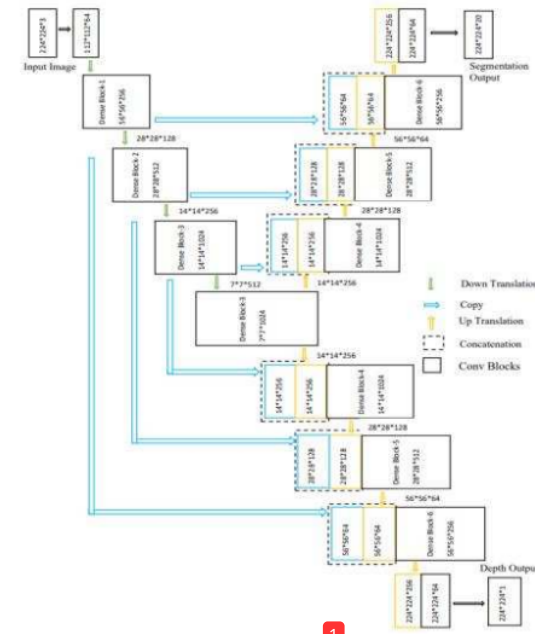 224*224*3
112*112*64
Input Image
224*224*256
224*224*64
224*224*20
Segmentation
Output
Dense Block-1
56*56*256
56*56*64
56*56*64
Dense Block-6
56*56*256
28*28*128
56*56*64
Dense Block-2
28*28*512
28*28*128
28*28*128
Dense Block-5
28*28*512
14*14*256
28*28*128
Dense Block-3
14*14*1024
14*14*256
14*14*256
Dense Block-4
14*14*1024
7*7*512
14*14*256
Dense Block-3
7*7*1024
Down Translation
Copy
Up Translation
Concatenation
Conv Blocks
14*14*256
14*14*256
14*14*256
Dense Block-4
14*14*1024
28*28*128
28*28*128
28*28*128
Dense Block-5
28*28*512
56*56*64
56*56*64
56*56*64
Dense Block-6
56*56*256
Depth Output
224*224*256
224*224*64
224*224*1
1